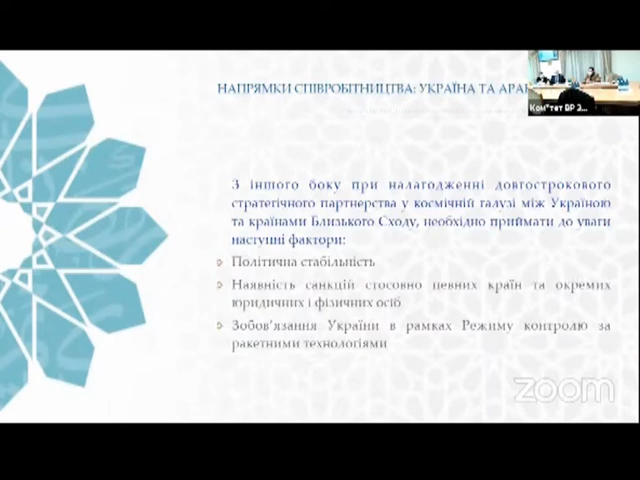 НАПРЯМКИ СПІВРОБІТНИЦТВА: УКРАЇНА ТА
Ком*тет ВР З...
З іншого боку при налагодженні довгострокового
стратегічного партнерства у космічній галузі між Україною
та країнами Близького Сходу, необхідно приймати до уваги
наступні фактори:
Політична стабільність
Наявність санкцій стосовно певних країн та окремих
юридичних і фізичних осіб
Зобов'язання України в рамках Режиму контролю за
ракетними технологіями
zoom